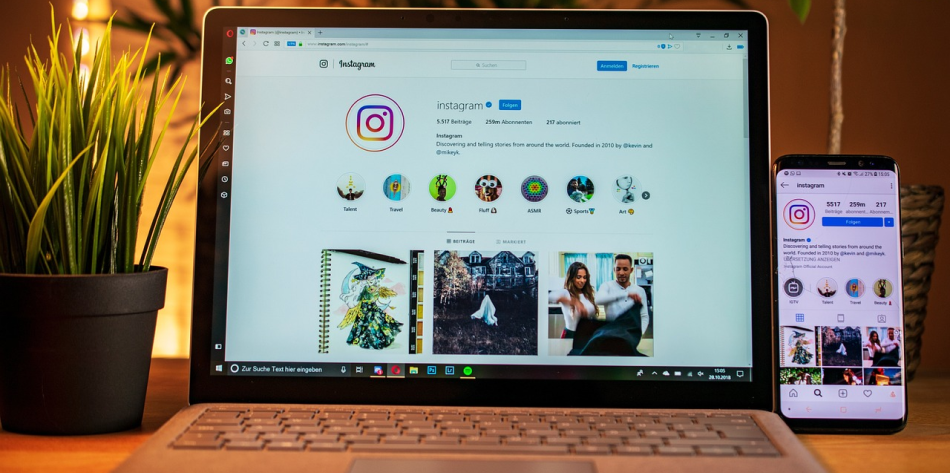 Instagram (@instagram)
www.instagram.com/instagram/
Instagram
Suchen
Anmelden
Registrieren
instagram
Folgen
5.517 Beiträge
259m Abonnenten
217 abonniert
Instagram
Discovering and telling stories from around the world. Founded in 2010 by @kevin and
@mikeyk.
Talent
Travel
Beauty
Fluff
ASMR
Sports
Art
BEITRÄGE
MARKIERT
Zur Suche Text hier eingeben
15:05
28.10.2018
instagram
5517
259m
217
Beiträge
abonnent...
Abonnen...
Folgen
Instagram
Discovering and telling stories from around the
world. Founded in 2010 by @kevin and @mikeyk.
ÜBERSETZUNG ANZEIGEN
Instagram Official Account
IGTV
Talent
Travel
Beauty